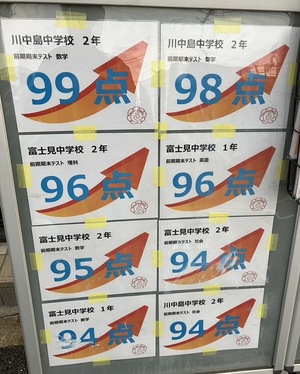 川中島中学校 2年
前期期末テスト 数学
99点
川中島中学校 2年
前期期末テスト 数学
98点
富士見中学校 2年
前期期末テスト 理科
96点
富士見中学校 1年
前期期末テスト 英語
96点
富士見中学校 2年
前期期末テスト 数学
95点
富士見中学校 2年
前期期末テスト 社会
94点
富士見中学校 1年
前期期末テスト 数学
94点
川中島中学校 2年
前期期末テスト 社会
94点